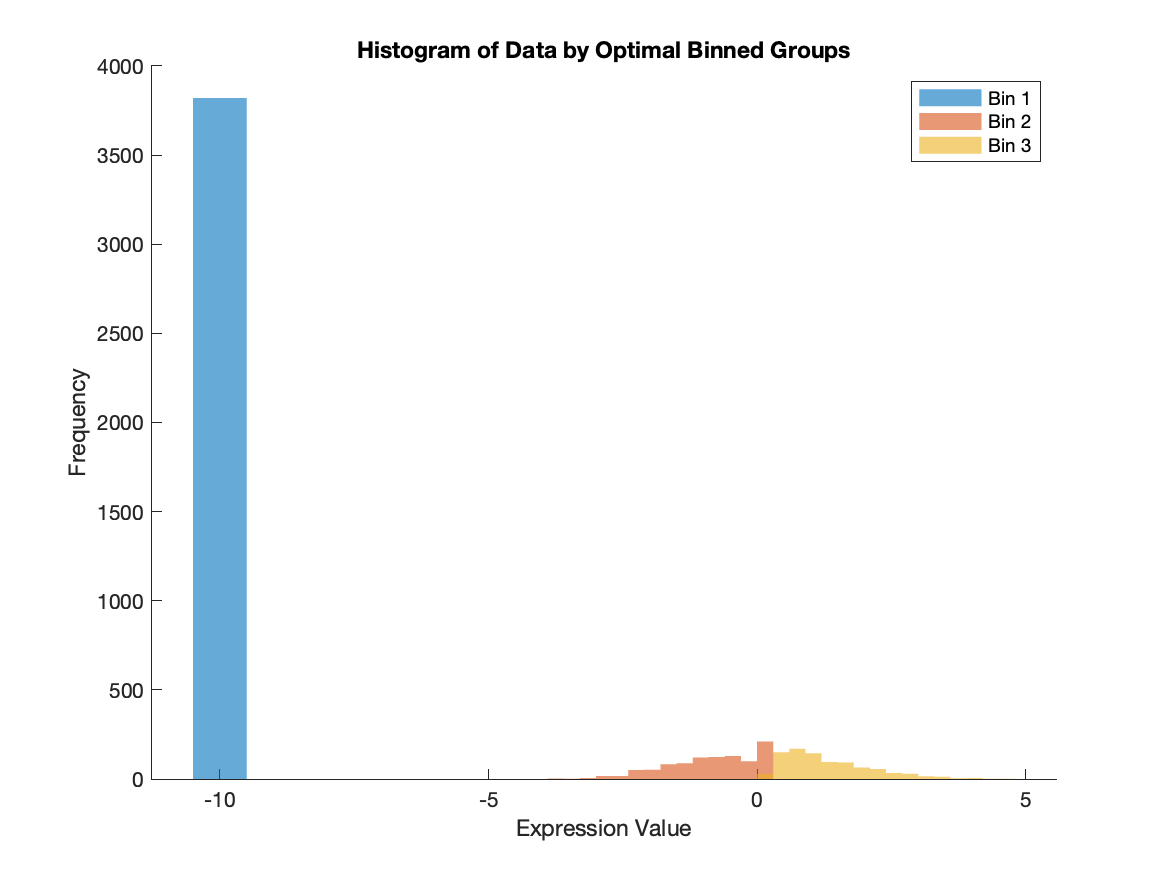 Histogram of Data by Optimal Binned Groups
4000
3500
3000
2500
2000
1500
1000
500
0
Frequency
Bin 1
Bin 2
Bin 3
-10
-5
0
5
Expression Value